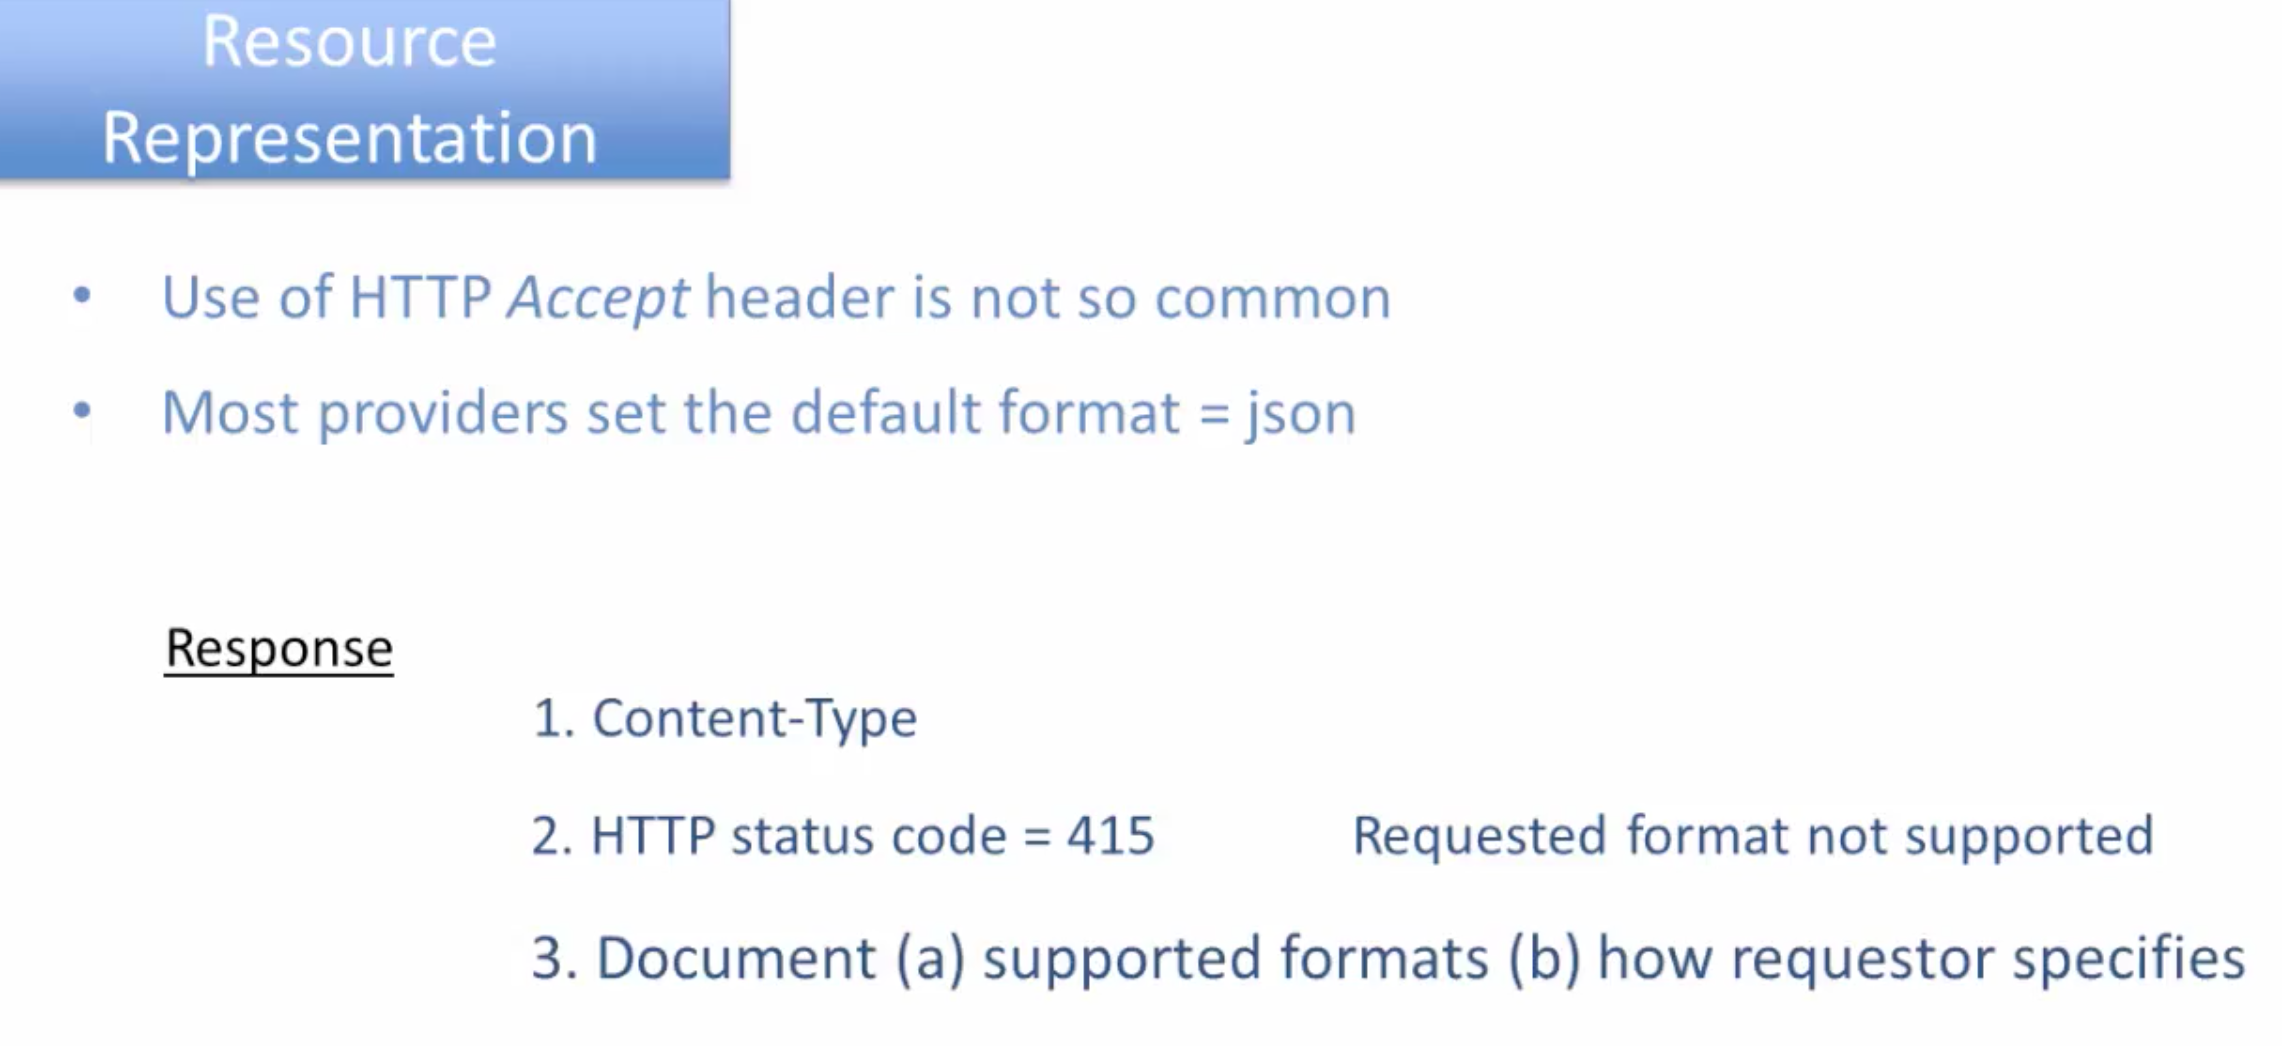 Resource
Representation
• Use of HTTP Accept header is not so common
• Most providers set the default format = json
Response
1. Content-Type
2. HTTP status code = 415 Requested format not supported
3. Document (a) supported formats (b) how requestor specifies